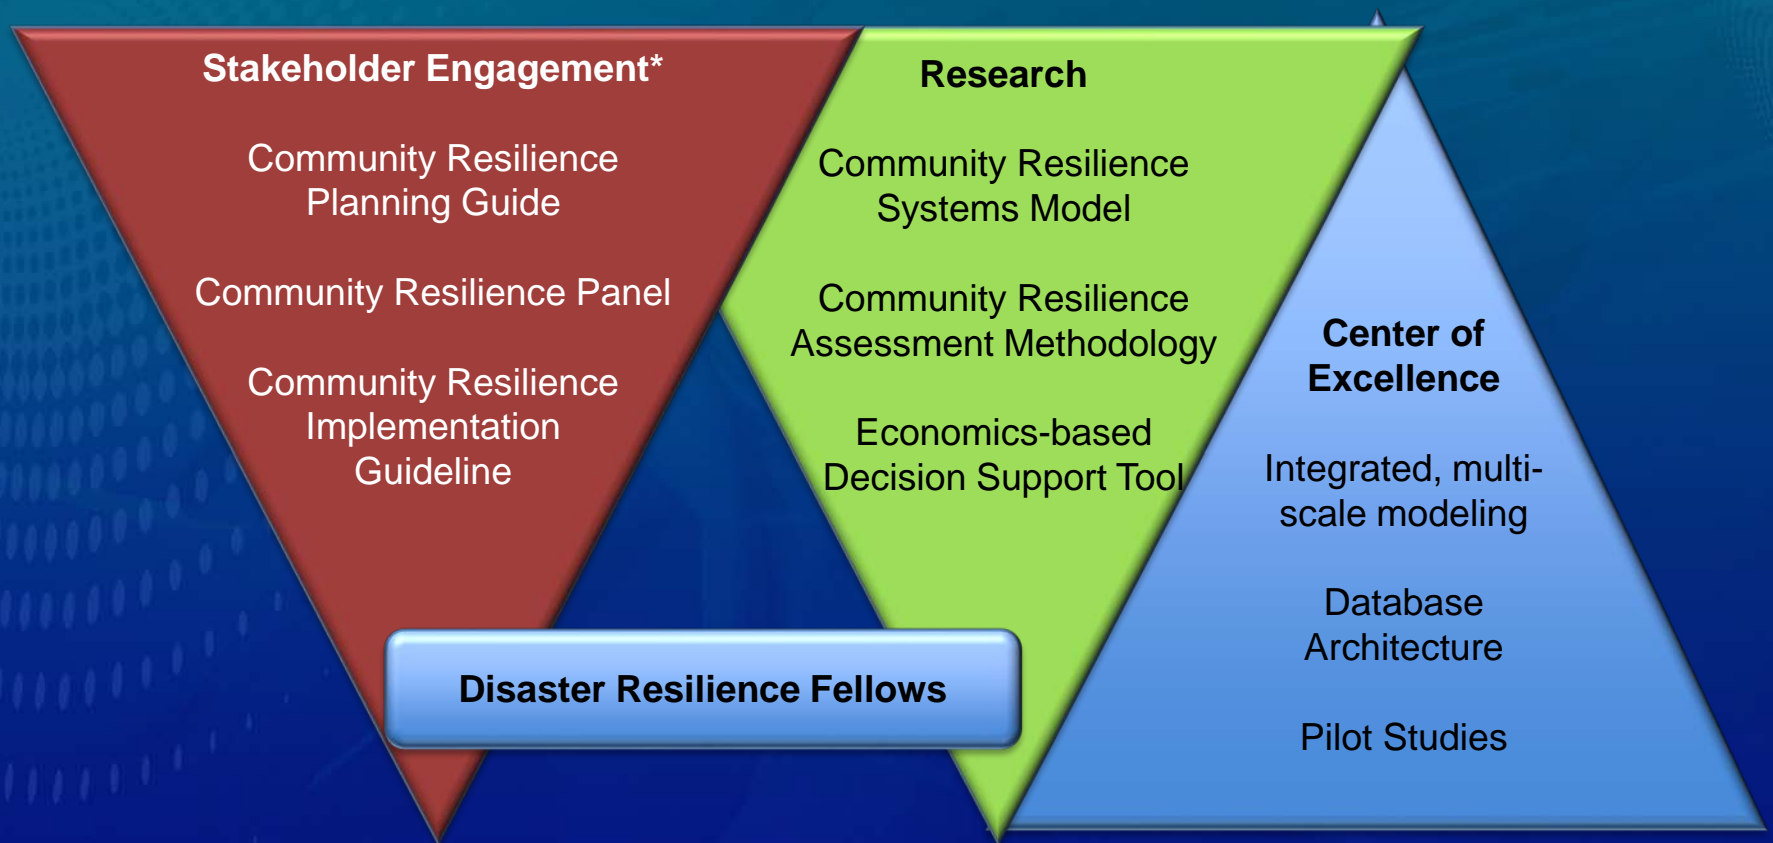 Stakeholder Engagement*
Community Resilience
Planning Guide
Community Resilience Panel
Community Resilience
Implementation
Guideline
Research
Community Resilience
Systems Model
Community Resilience
Assessment Methodology
Economics-based
Decision Support Tool
Center of
Excellence
Integrated, multi-
scale modeling
Database
Architecture
Pilot Studies
Disaster Resilience Fellows